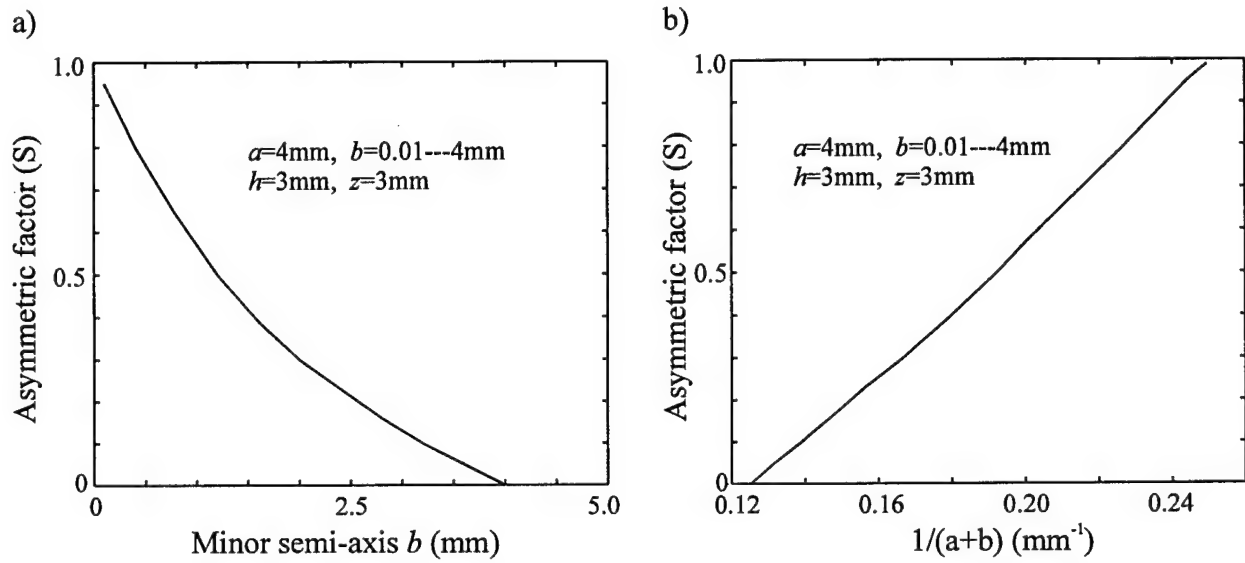 a)
1.0
0.5
0
Asymmetric factor (S)
a=4mm, b=0.01---4mm
h=3mm, z=3mm
0 2.5 5.0
Minor semi-axis b (mm)
b)
1.0
0.5
0
Asymmetric factor (S)
a=4mm, b=0.01---4mm
h=3mm, z=3mm
0.12 0.16 0.20 0.24
1/(a+b) (mm⁻¹)